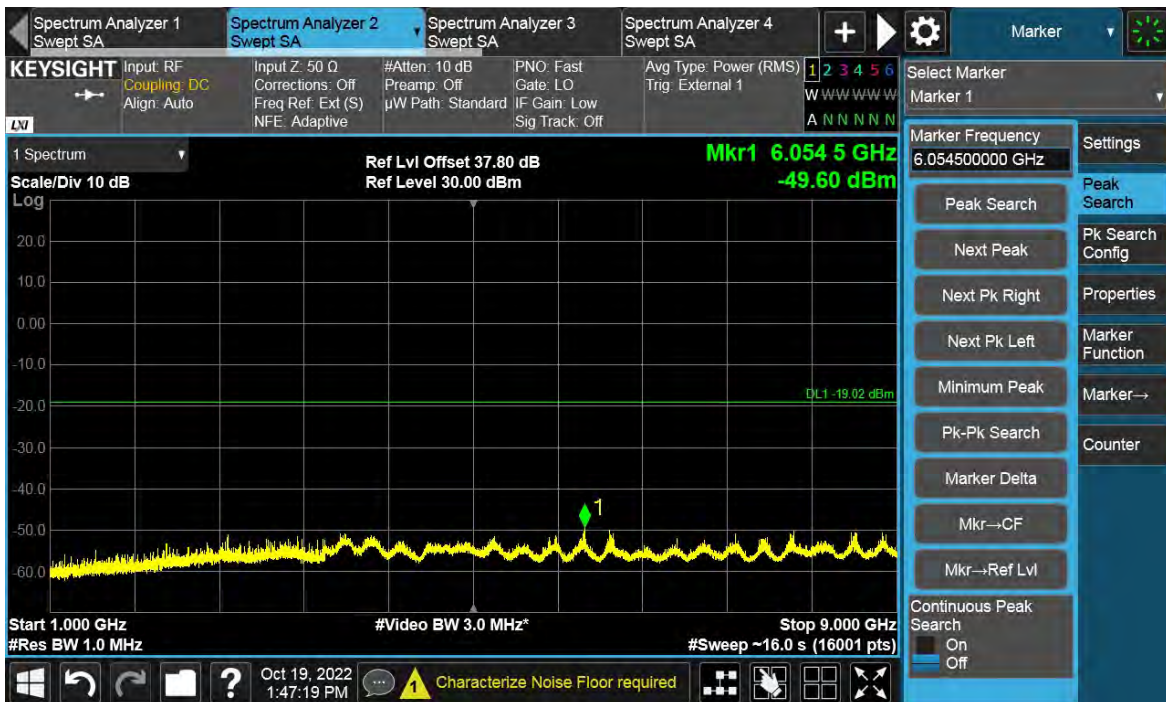 Spectrum Analyzer 1
Swept SA
Spectrum Analyzer 2
Swept SA
Spectrum Analyzer 3
Swept SA
Spectrum Analyzer 4
Swept SA
+
Marker
KEYSIGHT
LXI
Input: RF
Coupling: DC
Align: Auto
Input Z: 50 Ω
Corrections: Off
Freq Ref: Ext (S)
NFE: Adaptive
#Atten: 10 dB
Preamp: Off
µW Path: Standard
PNO: Fast
Gate: LO
IF Gain: Low
Sig Track: Off
Avg Type: Power (RMS)
Trig: External 1
1 2 3 4 5 6
W W W W W W
A N N N N N
Select Marker
Marker 1
1 Spectrum
Scale/Div 10 dB
Log
Ref Lvl Offset 37.80 dB
Ref Level 30.00 dBm
Mkr1 6.054 5 GHz
-49.60 dBm
20.0
10.0
0.00
-10.0
-20.0
-30.0
-40.0
-50.0
-60.0
DL1 -19.02 dBm
1
Start 1.000 GHz
#Res BW 1.0 MHz
#Video BW 3.0 MHz*
Stop 9.000 GHz
#Sweep ~16.0 s (16001 pts)
Marker Frequency
6.054500000 GHz
Peak Search
Next Peak
Next Pk Right
Next Pk Left
Minimum Peak
Pk-Pk Search
Marker Delta
Mkr→CF
Mkr→Ref Lvl
Continuous Peak
Search
On
Off
Settings
Peak
Search
Pk Search
Config
Properties
Marker
Function
Marker→
Counter
?
Oct 19, 2022
1:47:19 PM
1
Characterize Noise Floor required